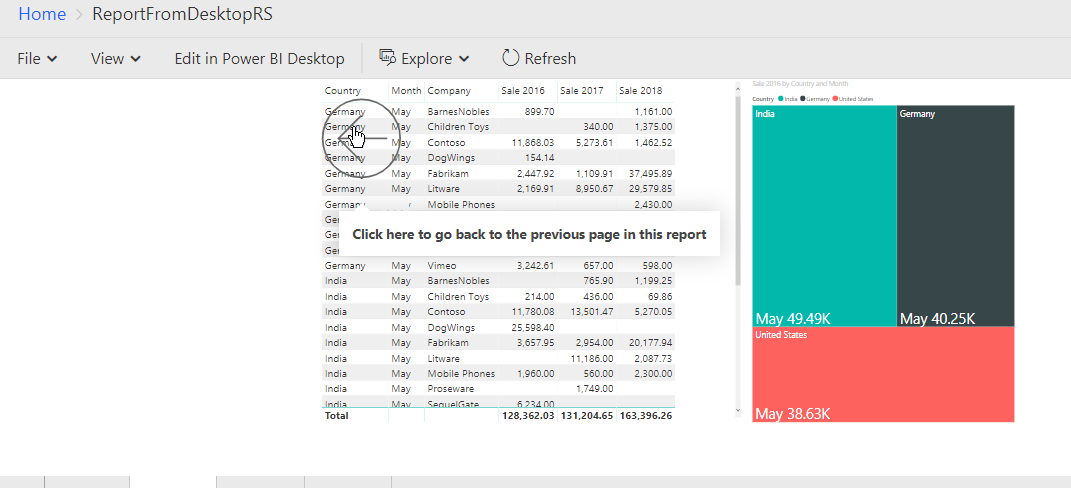 Home > ReportFromDesktopRS
File View Edit in Power BI Desktop Explore Refresh
Country Month Company Sale 2016 Sale 2017 Sale 2018
Germany May BarnesNobles 899.70 1,161.00
Germany May Children Toys 340.00 1,375.00
Germany May Contoso 11,868.03 5,273.61 1,462.52
Germany May DogWings 154.14
Germany May Fabrikam 2,447.92 1,109.91 37,495.89
Germany May Litware 2,169.91 8,950.67 29,579.85
Germany Mobile Phones 2,430.00
Ger
Ger
Ger
Click here to go back to the previous page in this report
Germany May Vimeo 3,242.61 657.00 598.00
India May BarnesNobles 765.90 1,199.25
India May Children Toys 214.00 436.00 69.86
India May Contoso 11,780.08 13,501.47 5,270.05
India May DogWings 25,598.40
India May Fabrikam 3,657.95 2,954.00 20,177.94
India May Litware 11,186.00 2,087.73
India May Mobile Phones 1,960.00 560.00 2,300.00
India May Proseware 1,749.00
India May SequelGate 6,234.00
Total 128,362.03 131,204.65 163,396.26
Sale 2016 by Country and Month
Country India Germany United States
India
May 49.49K
Germany
May 40.25K
United States
May 38.63K